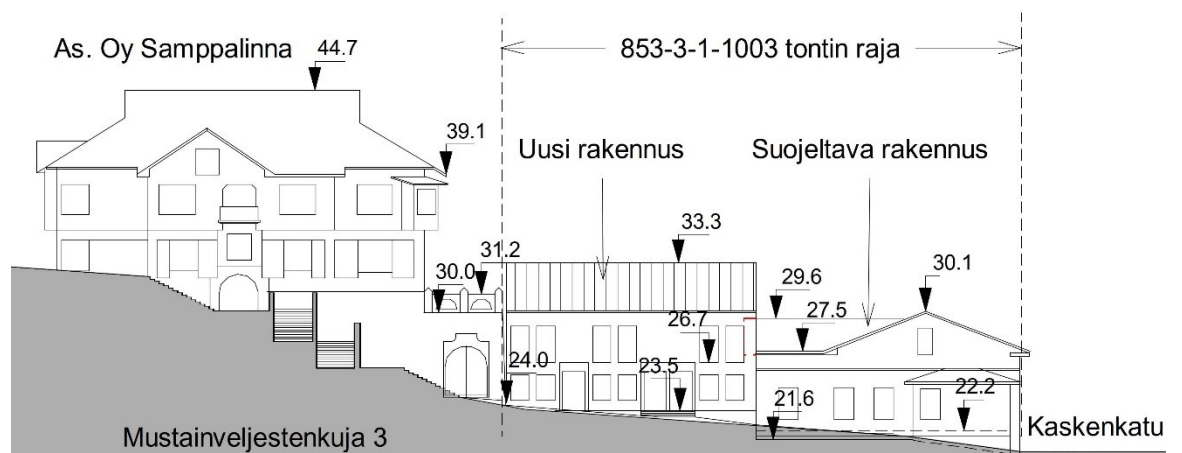 As. Oy Samppalinna
44.7
853-3-1-1003 tontin raja
39.1
Uusi rakennus
Suojeltava rakennus
33.3
31.2
30.0
29.6
30.1
27.5
26.7
24.0
23.5
21.6
22.2
Mustainveljestenkuja 3
Kaskenkatu